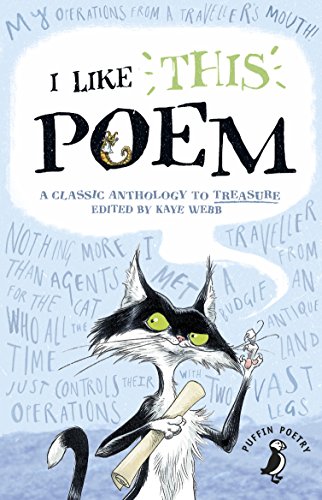 MY OPERATIONS FROM A TRAVELLER'S MOUTH!
I LIKE THIS
POEM
A CLASSIC ANTHOLOGY TO TREASURE
EDITED BY KAYE WEBB
NOTHING MORE I
THAN AGENTS
FOR THE CAT
WHO ALL THE
TIME
JUST CONTROLS THEIR
OPERATIONS
MET
A
BUDGIE
WITH TWO
LEGS
TRAVELLER
FROM
AN
ANTIQUE
LAND
VAST
PUFFIN POETRY